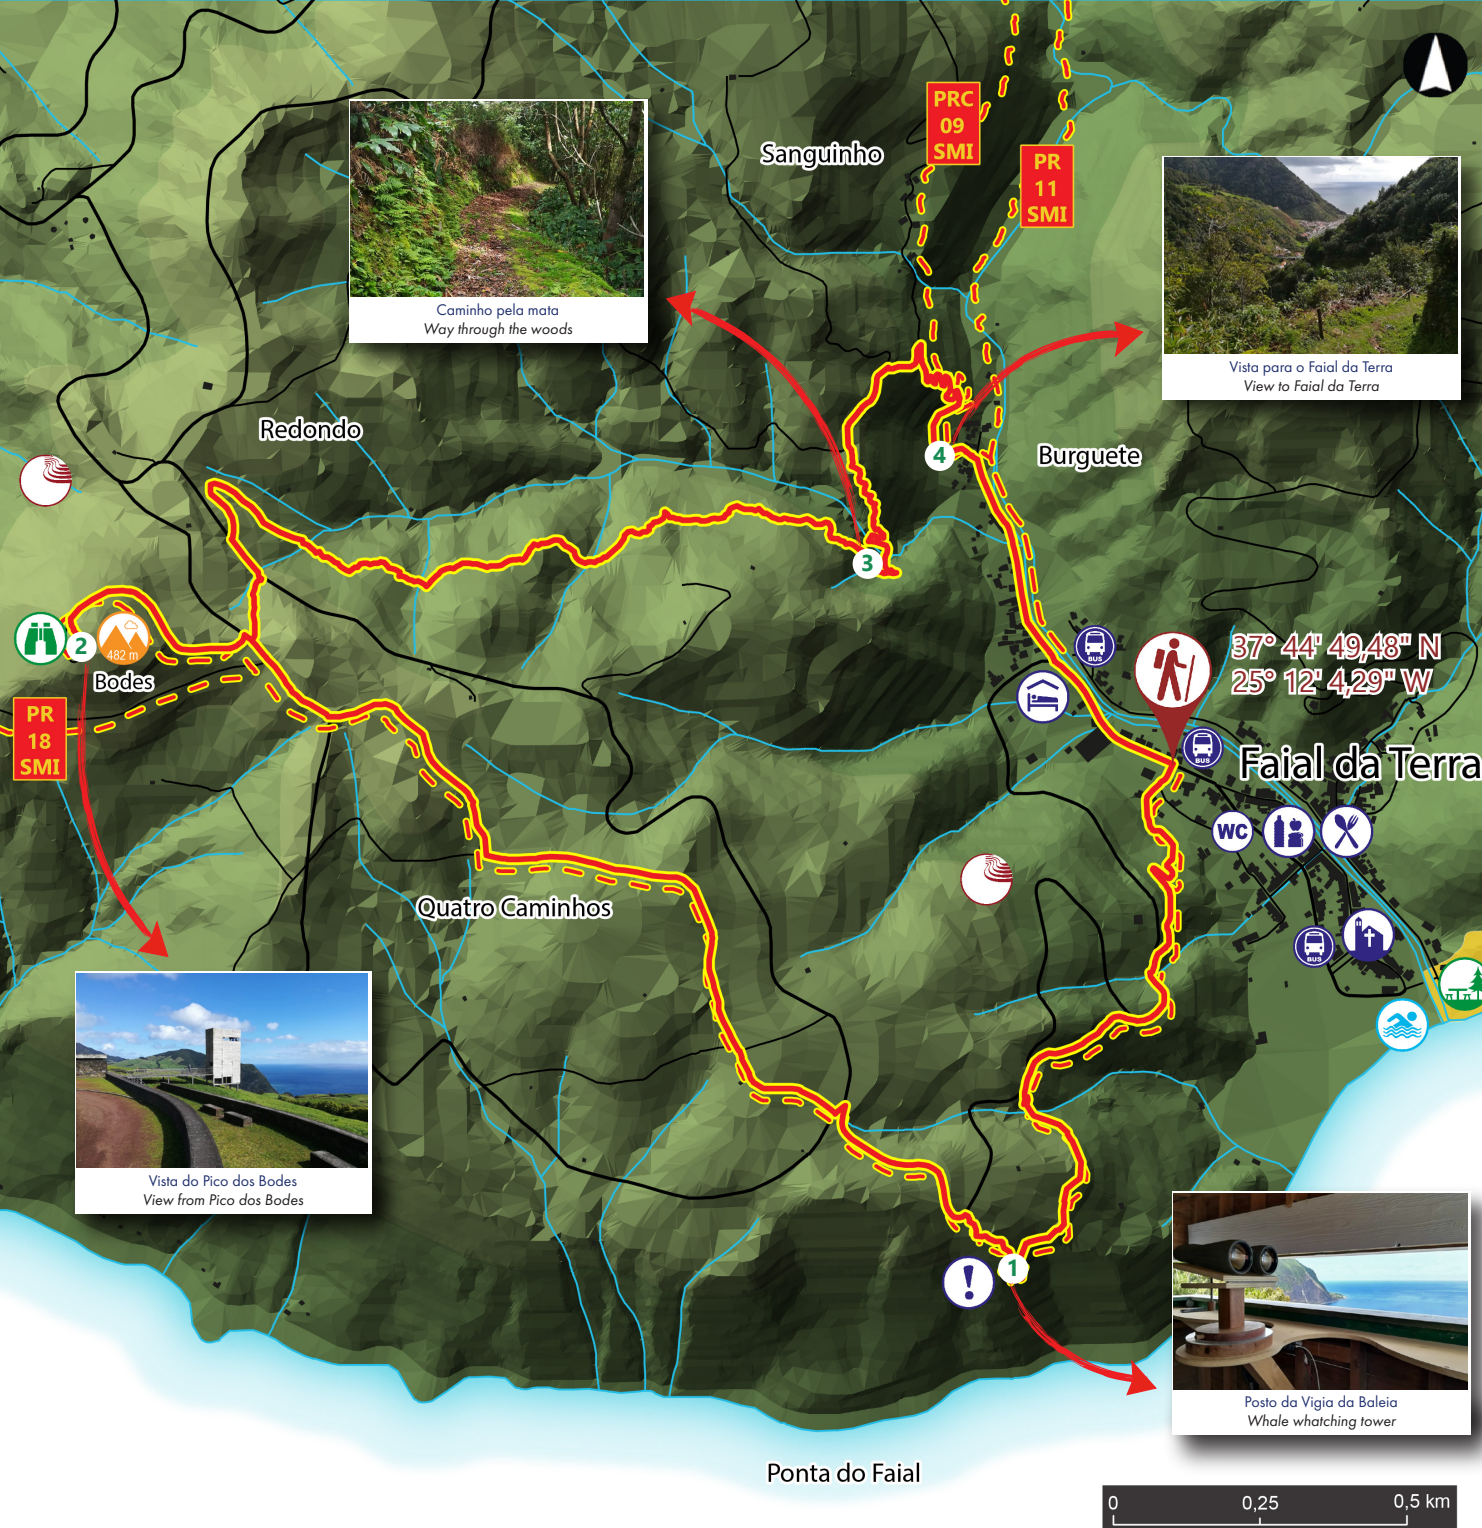 PRC
09
SMI
Sanguinho
PR
11
SMI
Caminho pela mata
Way through the woods
Vista para o Faial da Terra
View to Faial da Terra
Redondo
4
Burguete
3
2
482 m
Bodes
BUS
37° 44' 49,48" N
25° 12' 4,29" W
PR
18
SMI
BUS
Faial da Terra
WC
Quatro Caminhos
BUS
Vista do Pico dos Bodes
View from Pico dos Bodes
!
1
Posto da Vigia da Baleia
Whale whatching tower
Ponta do Faial
0
0,25
0,5 km